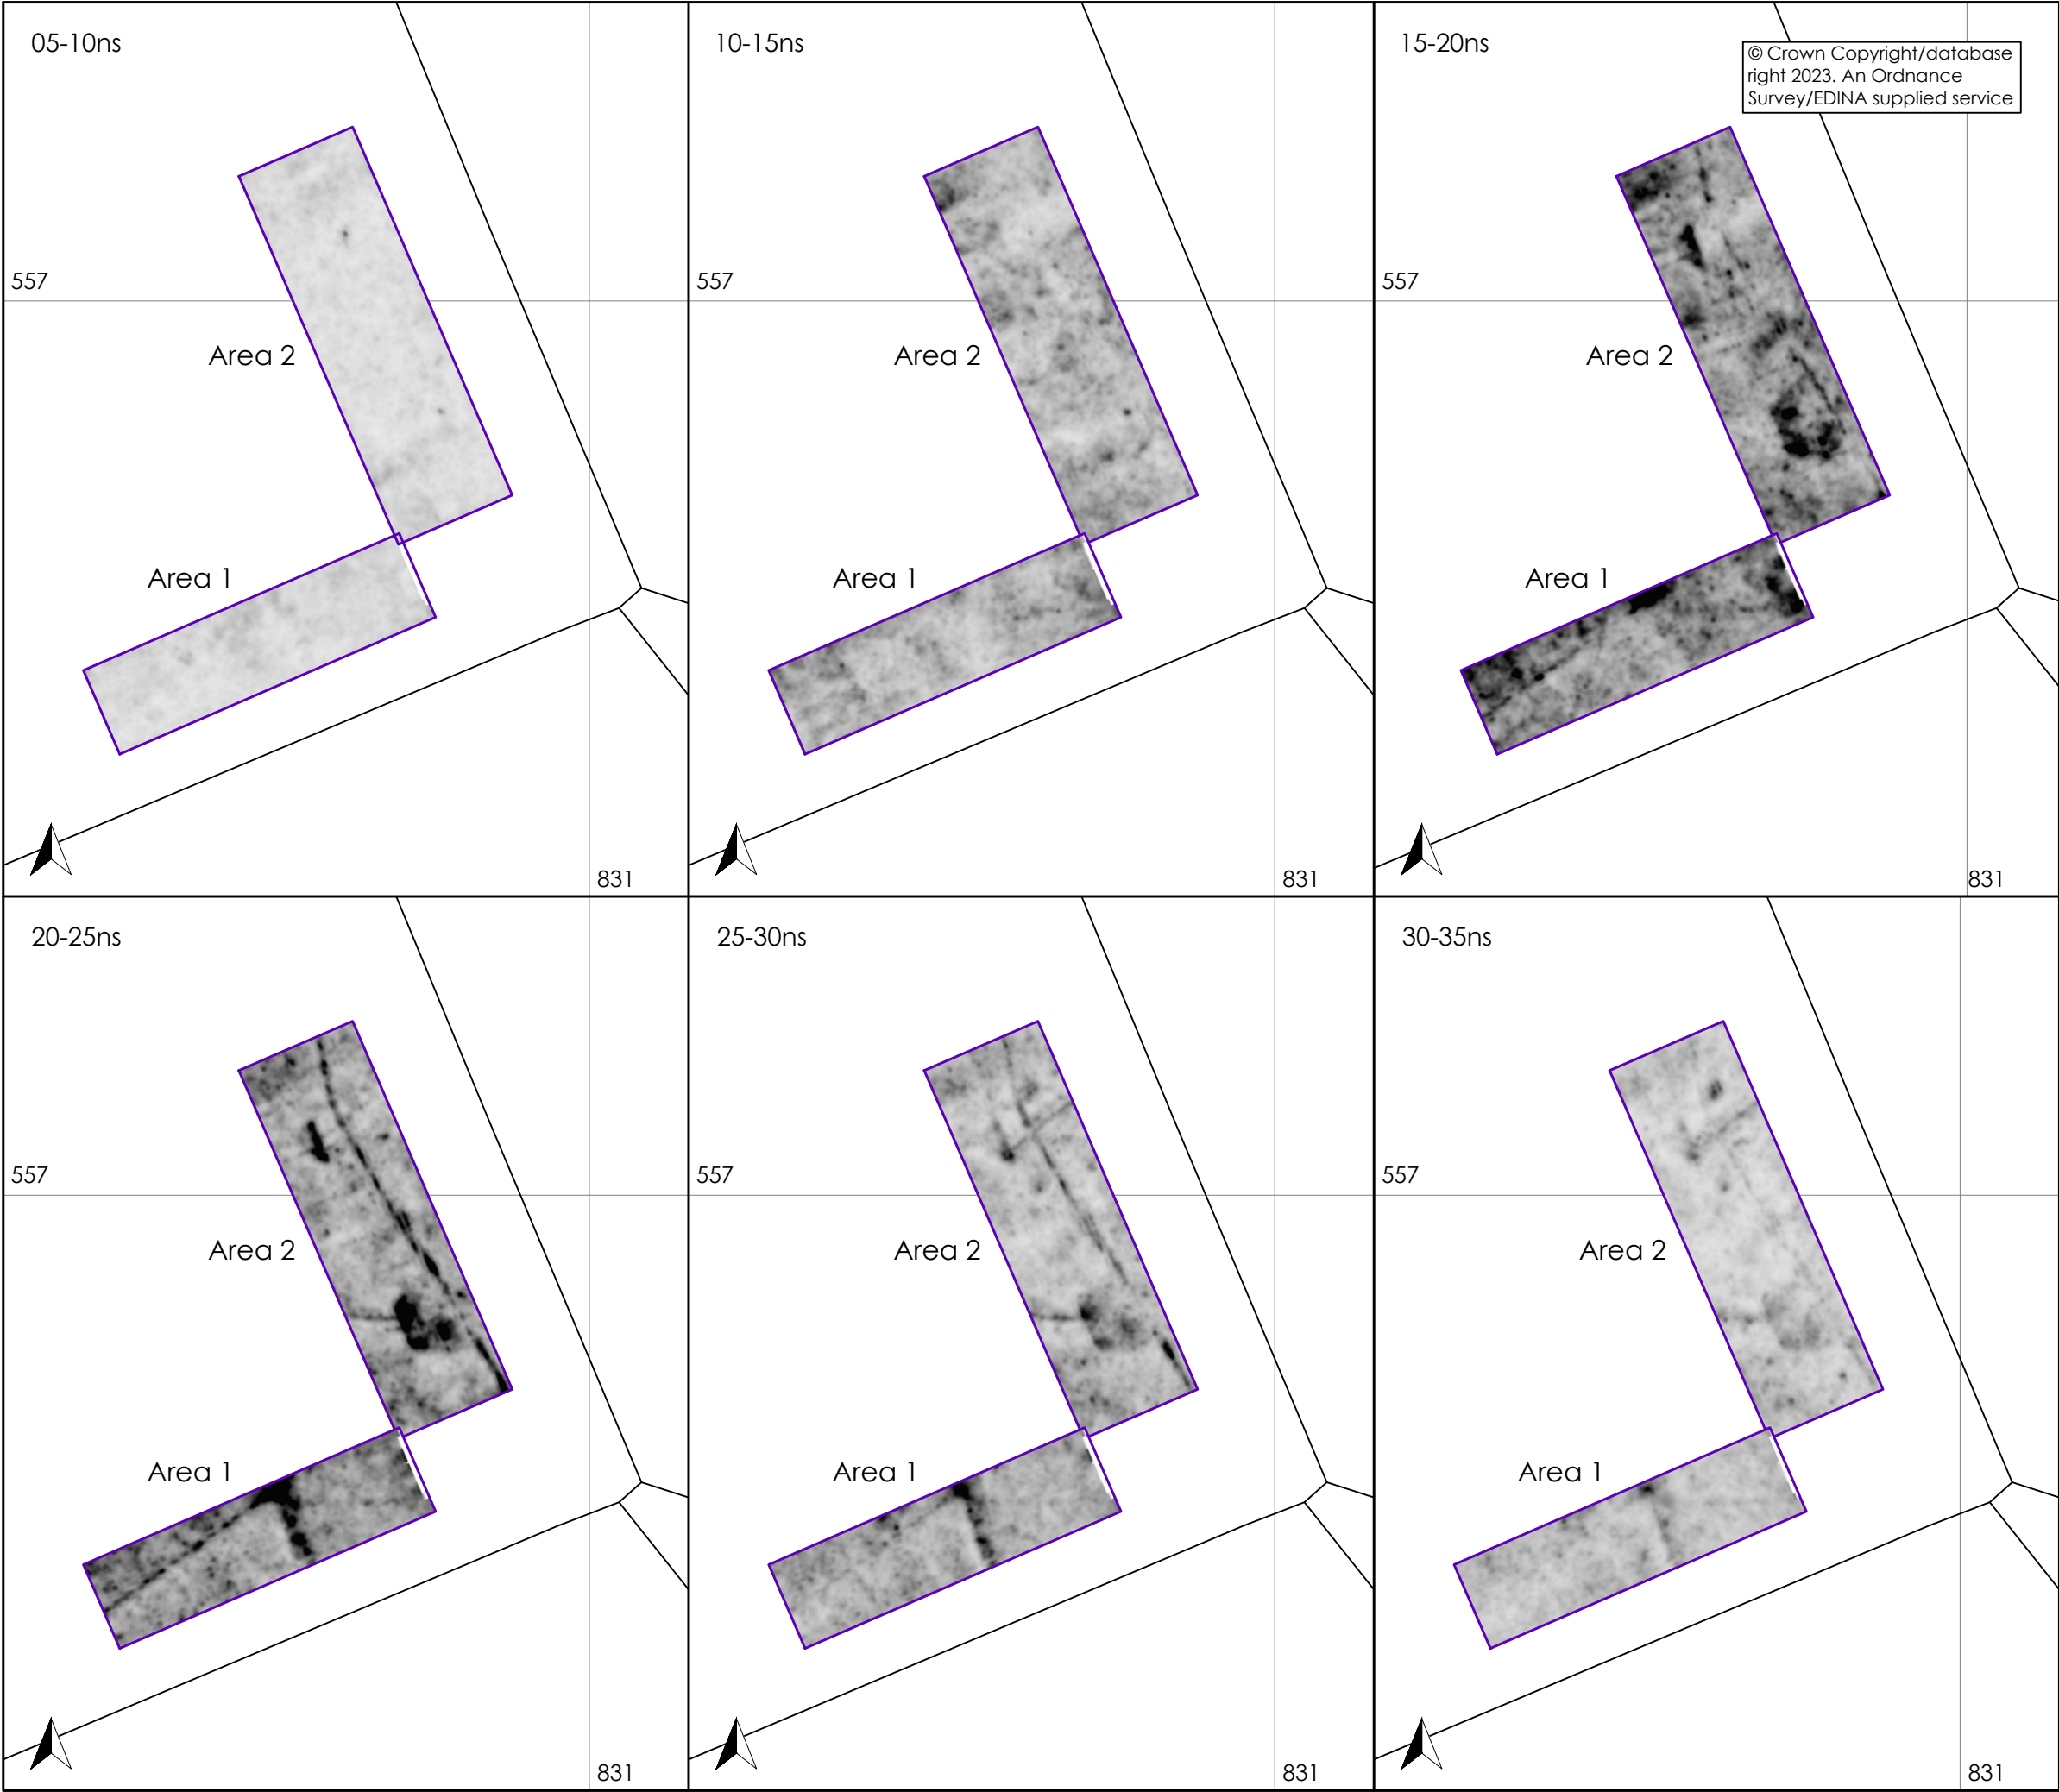 05-10ns
10-15ns
15-20ns
© Crown Copyright/database
right 2023. An Ordnance
Survey/EDINA supplied service
557
557
557
Area 2
Area 2
Area 2
Area 1
Area 1
Area 1
831
831
831
20-25ns
25-30ns
30-35ns
557
557
557
Area 2
Area 2
Area 2
Area 1
Area 1
Area 1
831
831
831